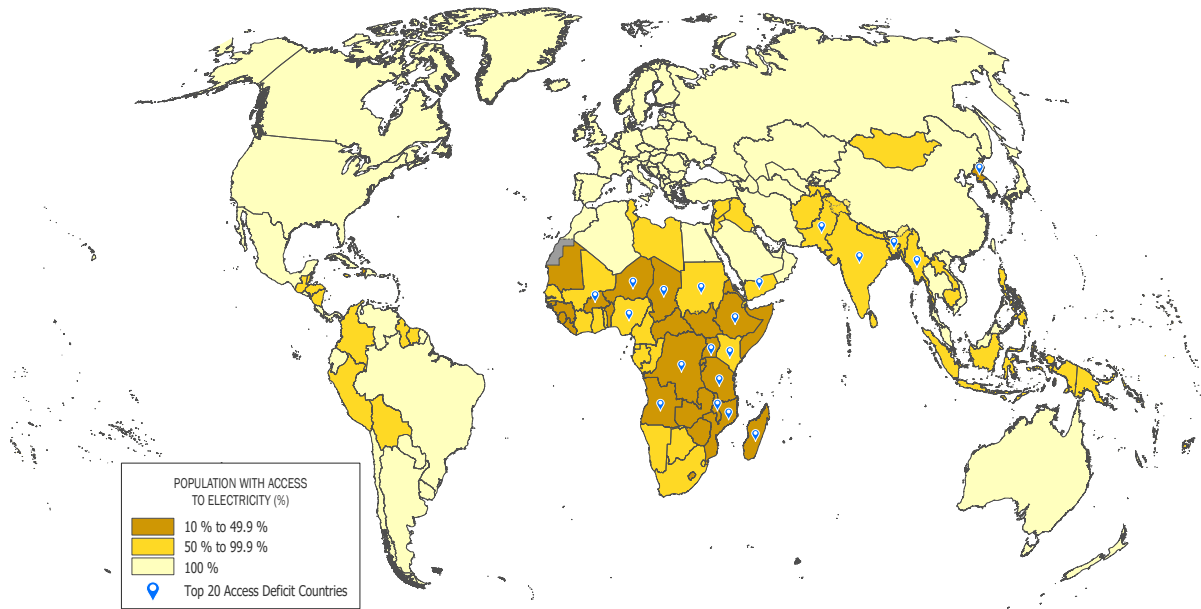 POPULATION WITH ACCESS
TO ELECTRICITY (%)
10 % to 49.9 %
50 % to 99.9 %
100 %
Top 20 Access Deficit Countries